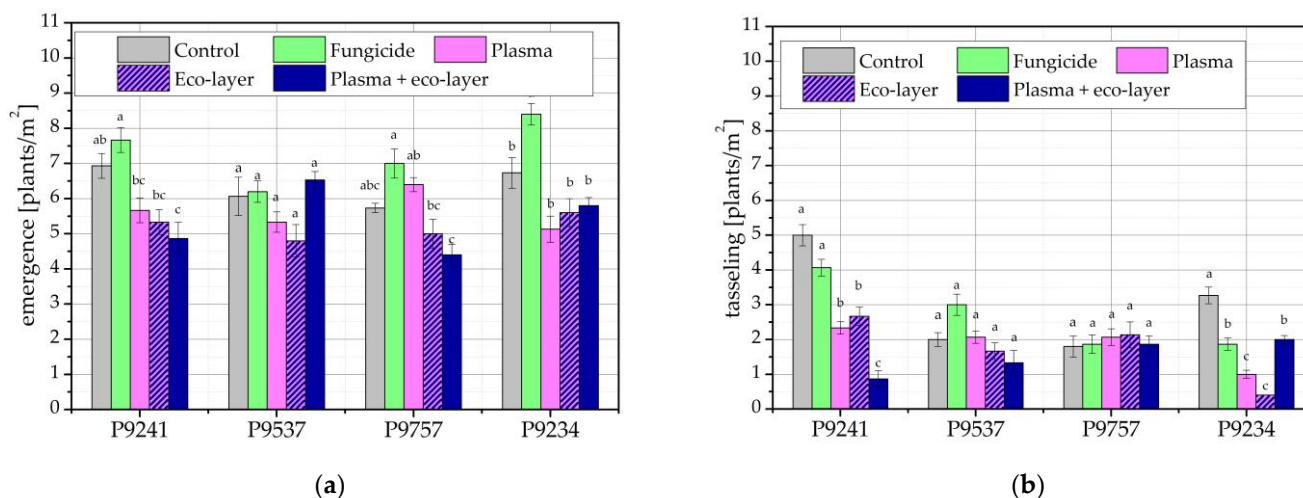 11
10
9
8
7
6
5
4
3
2
1
0
emergence [plants/m²]
Control Fungicide Plasma
Eco-layer Plasma + eco-layer
ab a bc bc c
a a a a a
abc a ab bc c
b b b b
P9241 P9537 P9757 P9234
(a)
11
10
9
8
7
6
5
4
3
2
1
0
tasseling [plants/m²]
Control Fungicide Plasma
Eco-layer Plasma + eco-layer
a a b b c
a a a a a
a a a a a
a b c c b
P9241 P9537 P9757 P9234
(b)